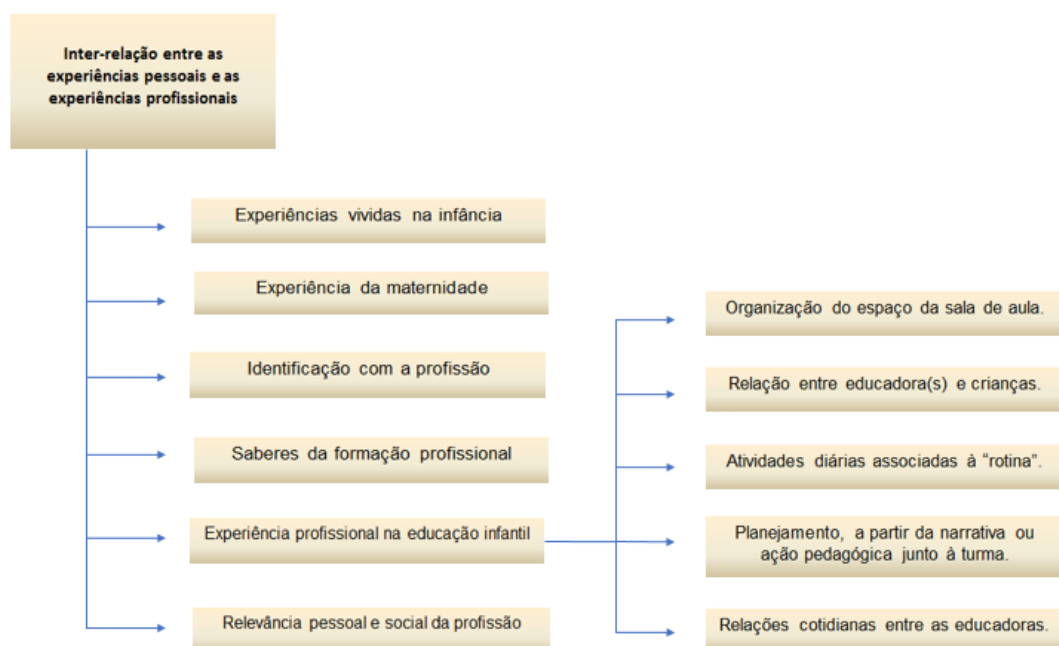 Inter-relação entre as
experiências pessoais e as
experiências profissionais
Experiências vividas na infância
Experiência da maternidade
Identificação com a profissão
Saberes da formação profissional
Experiência profissional na educação infantil
Relevância pessoal e social da profissão
Organização do espaço da sala de aula.
Relação entre educadora(s) e crianças.
Atividades diárias associadas à “rotina”.
Planejamento, a partir da narrativa ou
ação pedagógica junto à turma.
Relações cotidianas entre as educadoras.